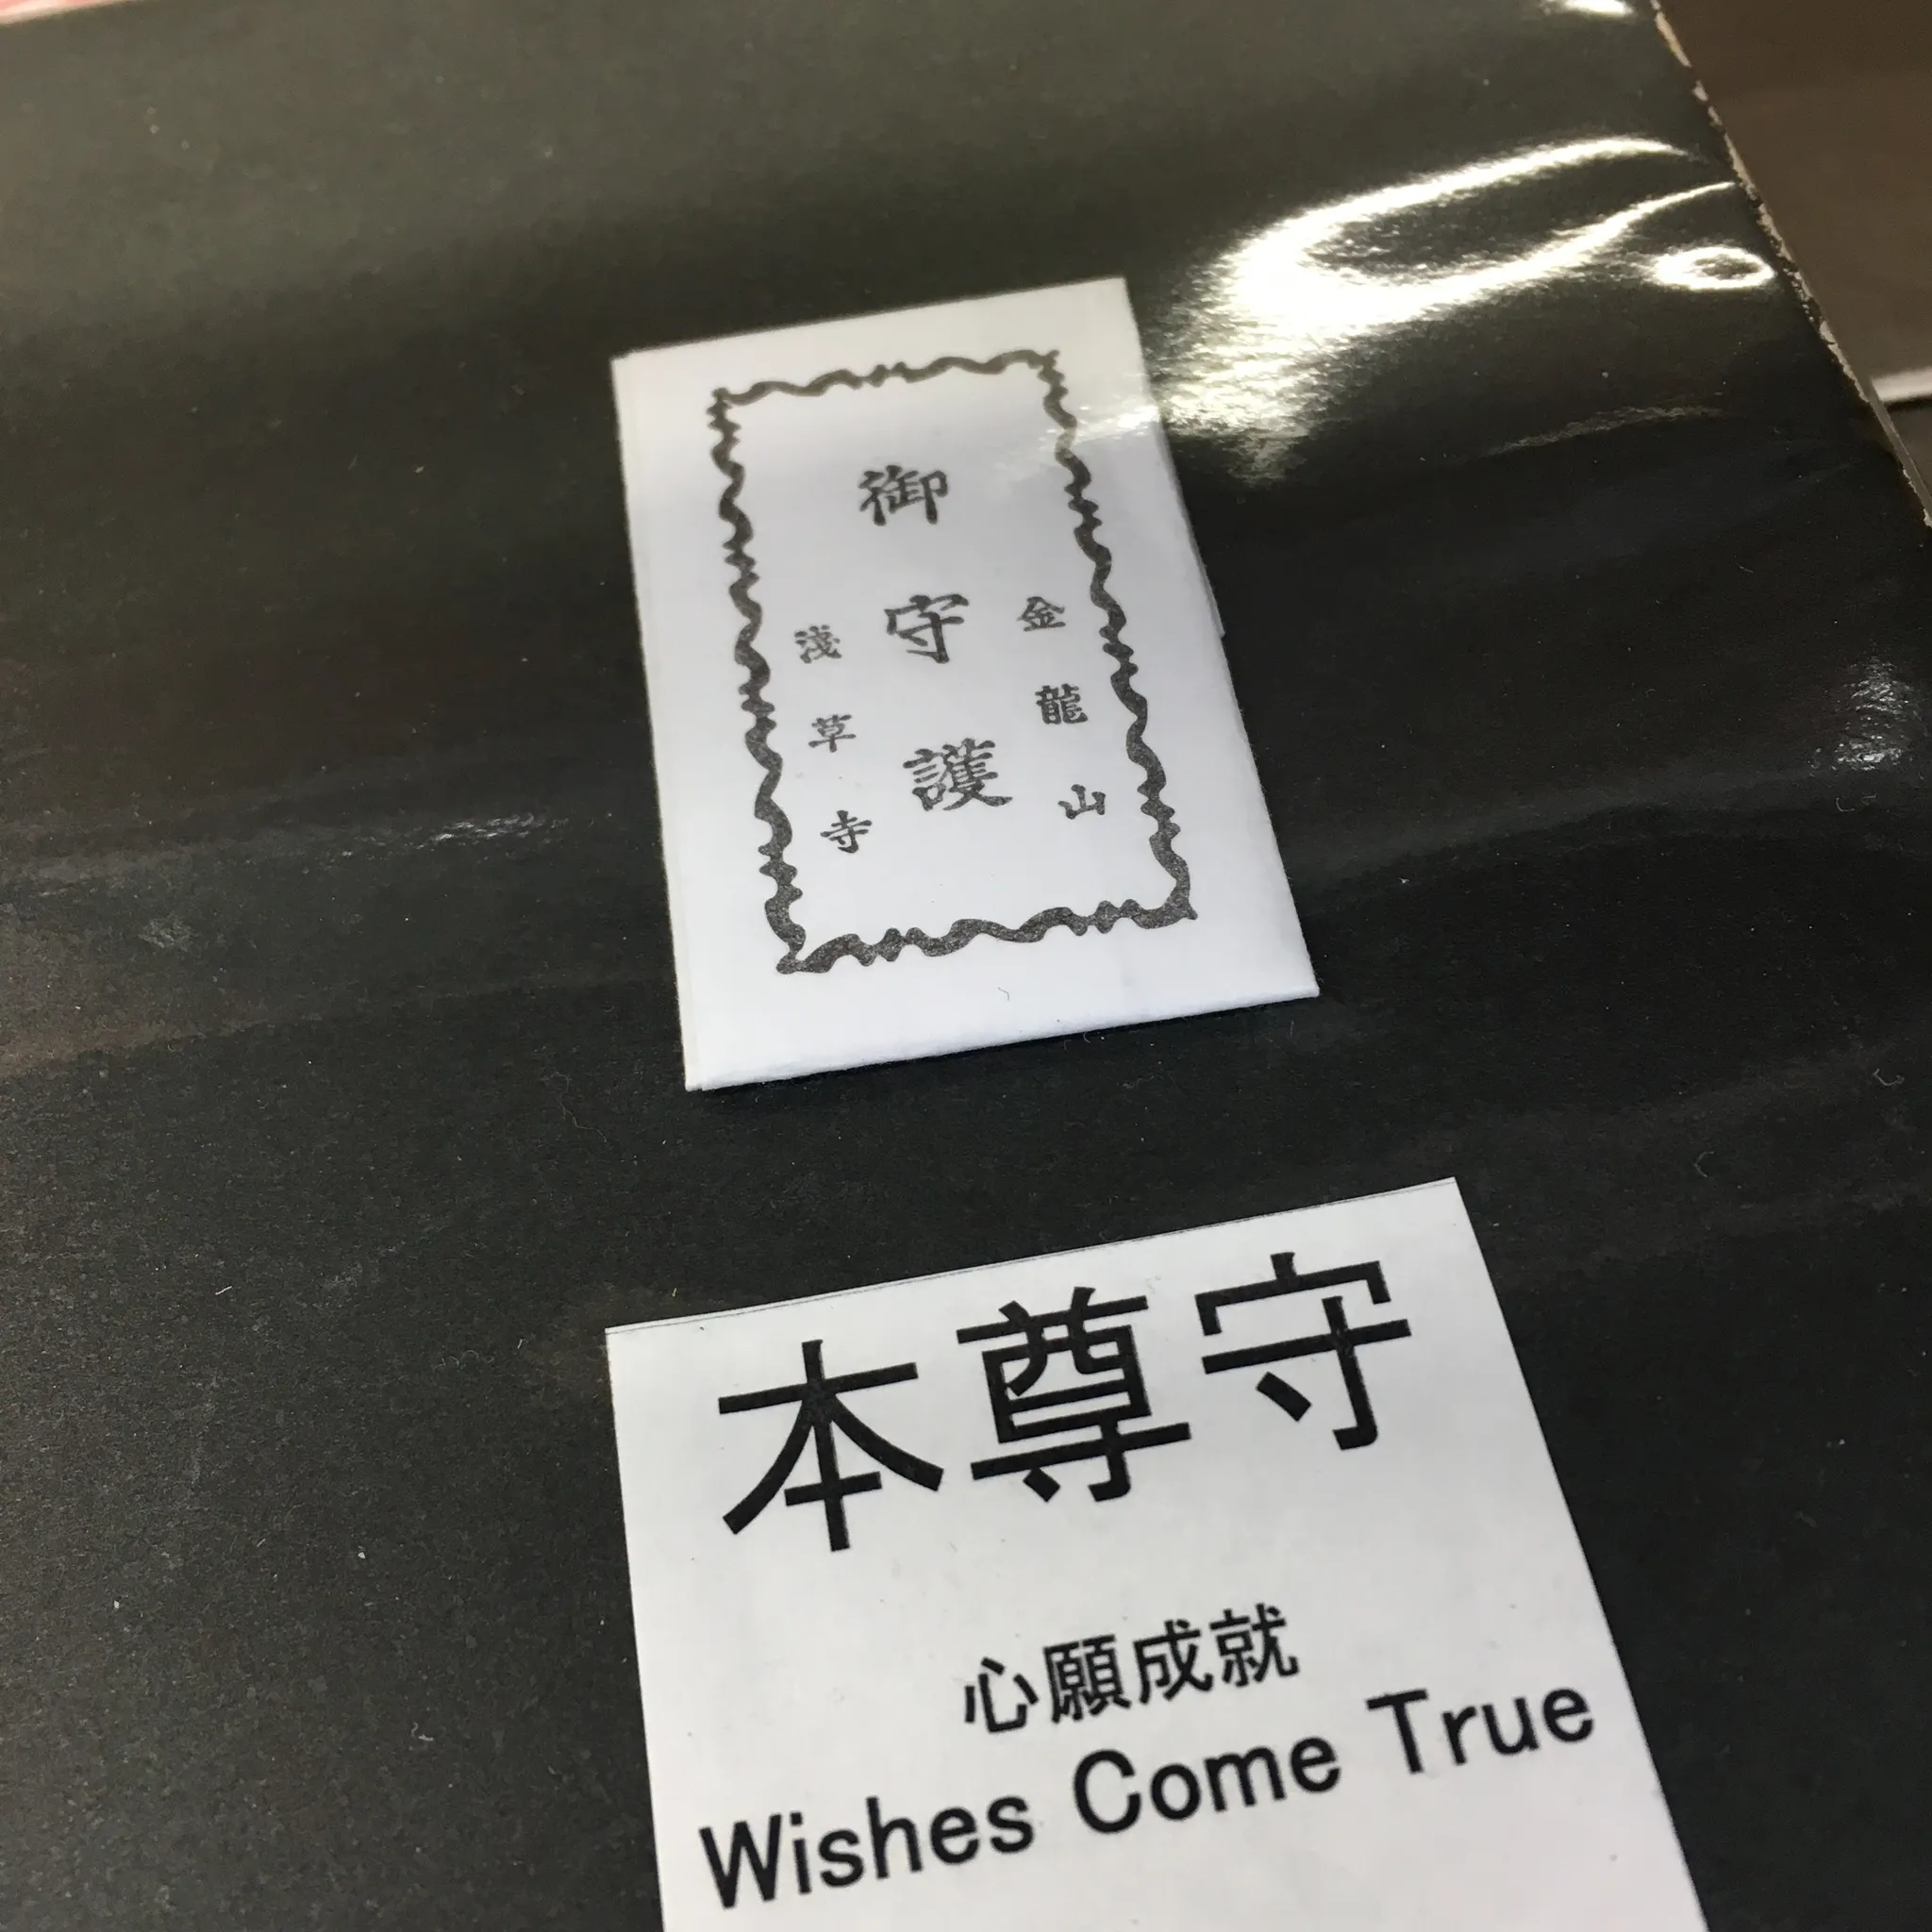 金龍山
御守護
淺草寺
本尊守
心願成就
Wishes Come True